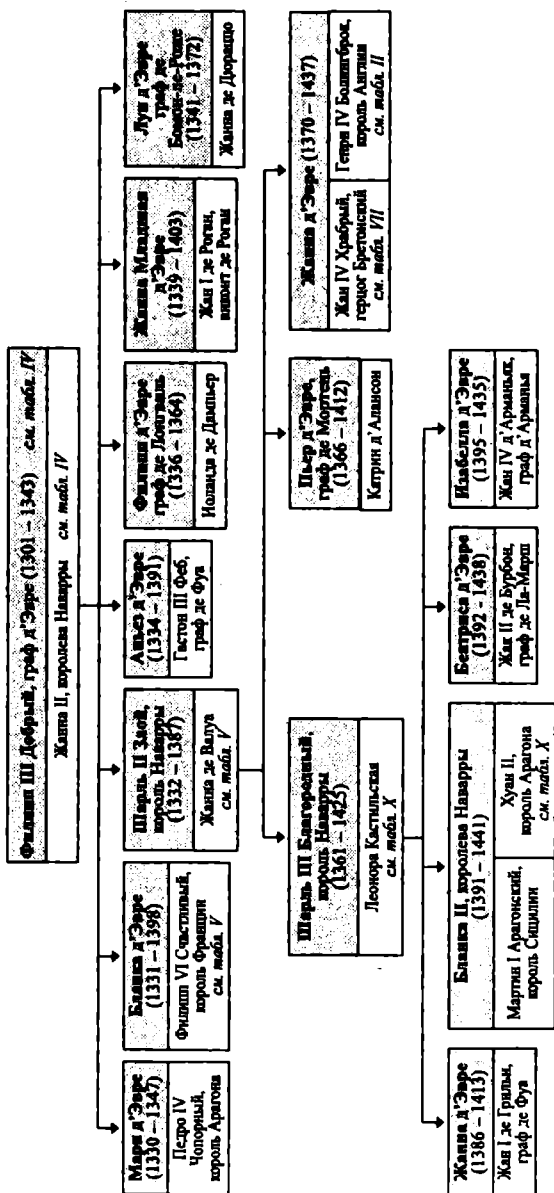 Филипп III Добрый, граф д'Эвре (1301 – 1343) см. табл. IV
Жанна II, королева Наварры см. табл. IV
Мари д'Эвре
(1330 – 1347)
Педро IV
Чопорный,
король Арагона
Бланка д'Эвре
(1331 – 1398)
Филипп VI Счастливый,
король Франции
см. табл. V
Шарль II Злой,
король Наварры
(1332 – 1387)
Жанна де Валуа
см. табл. V
Аньез д'Эвре
(1334 – 1391)
Гастон III Феб,
граф де Фуа
Филипп д'Эвре
граф де Лонгвиль
(1336 – 1364)
Иоланда де Дампьер
Жанна Младшая
д'Эвре
(1339 – 1403)
Жан I де Роган,
виконт де Роган
Луи д'Эвре
граф де
Бомон-ле-Роже
(1341 – 1372)
Жанна де Дюраццо
Шарль III Благородный,
король Наварры
(1361 – 1425)
Леонора Кастильская
см. табл. X
Пьер д'Эвре,
граф де Мортень
(1366 – 1412)
Катрин д'Алансон
Жанна д'Эвре (1370 – 1437)
Жан IV Храбрый,
герцог Бретонский
см. табл. VII
Генри IV Болингброк,
король Англии
см. табл. II
Жанна д'Эвре
(1386 – 1413)
Жан I де Грильи,
граф де Фуа
Бланка II, королева Наварры
(1391 – 1441)
Мартин I Арагонский,
король Сицилии
Хуан II,
король Арагона
см. табл. X
Беатриса д'Эвре
(1392 – 1438)
Жак II де Бурбон,
граф де Ла-Марш
Изабелла д'Эвре
(1395 – 1435)
Жан IV д'Арманьяк,
граф д'Арманья